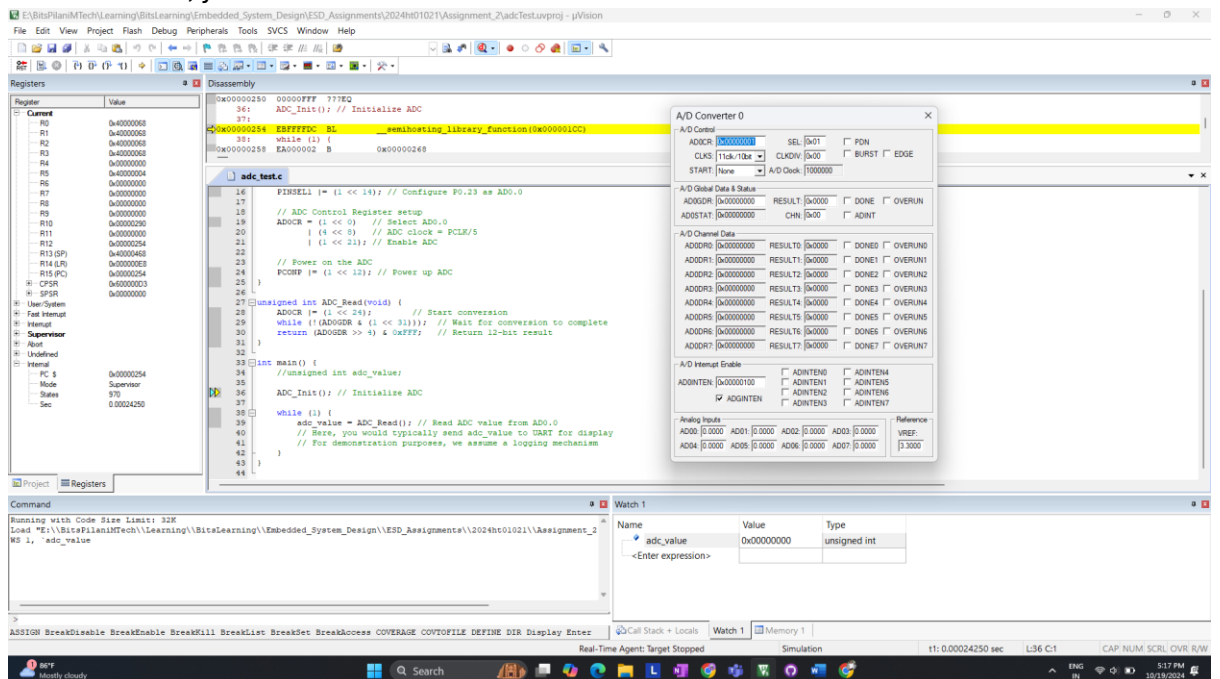 E:\BitsPilaniMTech\Learning\BitsLearning\Embedded_System_Design\ESD_Assignments\2024ht01021\Assignment_2\adcTest.uvproj - µVision
File Edit View Project Flash Debug Peripherals Tools SVCS Window Help
Registers
Register Value
Current
R0 0x40000068
R1 0x40000068
R2 0x40000068
R3 0x40000068
R4 0x00000000
R5 0x40000004
R6 0x00000000
R7 0x00000000
R8 0x00000000
R9 0x00000000
R10 0x00000290
R11 0x00000000
R12 0x00000254
R13 (SP) 0x40000468
R14 (LR) 0x000000E8
R15 (PC) 0x00000254
CPSR 0x600000D3
SPSR 0x00000000
User/System
Fast Interrupt
Interrupt
Supervisor
Abort
Undefined
Internal
PC $ 0x00000254
Mode Supervisor
States 970
Sec 0.00024250
Project Registers
Disassembly
0x00000250 00000FFF ???EQ
36: ADC_Init(); // Initialize ADC
37:
0x00000254 EBFFFFDC BL __semihosting_library_function(0x000001CC)
38: while (1) {
0x00000258 EA000002 B 0x00000268
adc_test.c
16 PINSEL1 |= (1 << 14); // Configure P0.23 as AD0.0
17
18 // ADC Control Register setup
19 AD0CR = (1 << 0) // Select AD0.0
20 | (4 << 8) // ADC clock = PCLK/5
21 | (1 << 21); // Enable ADC
22
23 // Power on the ADC
24 PCONP |= (1 << 12); // Power up ADC
25 }
26
27 unsigned int ADC_Read(void) {
28 AD0CR |= (1 << 24); // Start conversion
29 while (!(AD0GDR & (1 << 31))); // Wait for conversion to complete
30 return (AD0GDR >> 4) & 0xFFF; // Return 12-bit result
31 }
32
33 int main() {
34 //unsigned int adc_value;
35
36 ADC_Init(); // Initialize ADC
37
38 while (1) {
39 adc_value = ADC_Read(); // Read ADC value from AD0.0
40 // Here, you would typically send adc_value to UART for display
41 // For demonstration purposes, we assume a logging mechanism
42 }
43 }
44
A/D Converter 0
A/D Control
AD0CR: 0x00000001 SEL: 0x01 PDN
CLKS: 11clk/10bit CLKDIV: 0x00 BURST EDGE
START: None A/D Clock: 1000000
A/D Global Data & Status
AD0GDR: 0x00000000 RESULT: 0x0000 DONE OVERUN
AD0STAT: 0x00000000 CHN: 0x00 ADINT
A/D Channel Data
AD0DR0: 0x00000000 RESULT0: 0x0000 DONE0 OVERUN0
AD0DR1: 0x00000000 RESULT1: 0x0000 DONE1 OVERUN1
AD0DR2: 0x00000000 RESULT2: 0x0000 DONE2 OVERUN2
AD0DR3: 0x00000000 RESULT3: 0x0000 DONE3 OVERUN3
AD0DR4: 0x00000000 RESULT4: 0x0000 DONE4 OVERUN4
AD0DR5: 0x00000000 RESULT5: 0x0000 DONE5 OVERUN5
AD0DR6: 0x00000000 RESULT6: 0x0000 DONE6 OVERUN6
AD0DR7: 0x00000000 RESULT7: 0x0000 DONE7 OVERUN7
A/D Interrupt Enable
ADINTEN0 ADINTEN4
AD0INTEN: 0x00000100 ADINTEN1 ADINTEN5
ADINTEN2 ADINTEN6
ADGINTEN ADINTEN3 ADINTEN7
Analog Inputs Reference
AD00: 0.0000 AD01: 0.0000 AD02: 0.0000 AD03: 0.0000 VREF:
AD04: 0.0000 AD05: 0.0000 AD06: 0.0000 AD07: 0.0000 3.3000
Command
Running with Code Size Limit: 32K
Load "E:\\BitsPilaniMTech\\Learning\\BitsLearning\\Embedded_System_Design\\ESD_Assignments\\2024ht01021\\Assignment_2
WS 1, `adc_value
>
ASSIGN BreakDisable BreakEnable BreakKill BreakList BreakSet BreakAccess COVERAGE COVTOFILE DEFINE DIR Display Enter
Watch 1
Name Value Type
adc_value 0x00000000 unsigned int
<Enter expression>
Call Stack + Locals Watch 1 Memory 1
Real-Time Agent: Target Stopped Simulation t1: 0.00024250 sec L:36 C:1 CAP NUM SCRL OVR R/W
86°F
Mostly cloudy
Search
ENG
IN
5:17 PM
10/19/2024